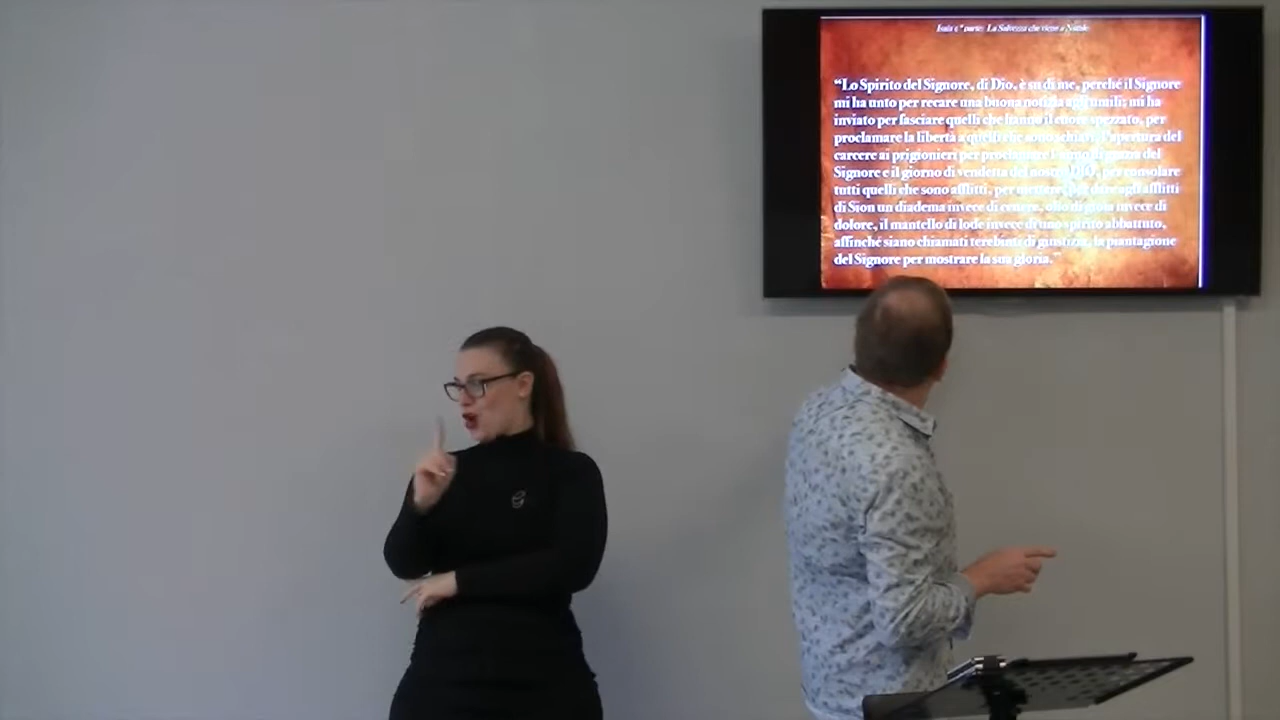 parte: La Salvezza che viene a Natale
“Lo Spirito del Signore, di Dio, è su di me, perché il Signore
mi ha unto per recare una buona notizia agli umili; mi ha
inviato per fasciare quelli che hanno il cuore spezzato, per
proclamare la libertà a quelli che sono schiavi, l'apertura del
carcere ai prigionieri per proclamare l'anno di grazia del
Signore e il giorno di vendetta del nostro DIO, per consolare
tutti quelli che sono afflitti, per mettere, per dare agli afflitti
di Sion un diadema invece di cenere, olio di gioia invece di
dolore, il mantello di lode invece di uno spirito abbattuto,
affinché siano chiamati terebinti di giustizia, la piantagione
del Signore per mostrare la sua gloria.”